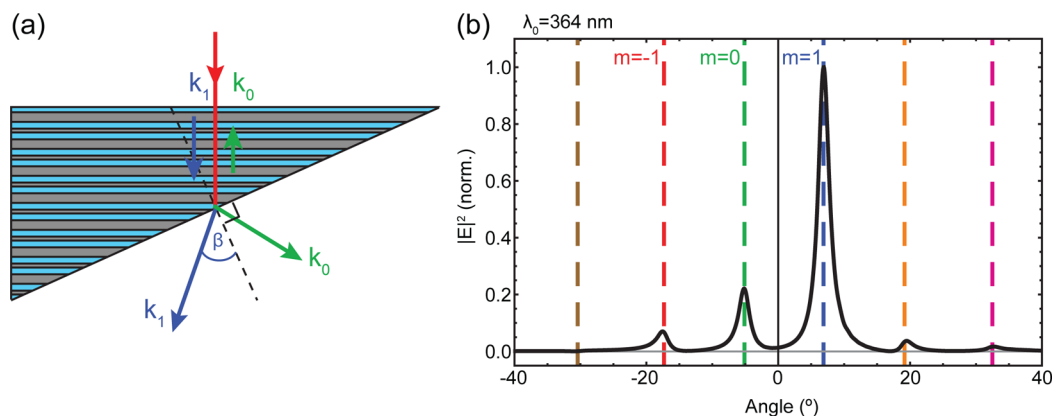 (a)
k₁ k₀
β
k₀
k₁
(b)
λ₀=364 nm
m=-1 m=0 m=1
1.0
0.8
0.6
0.4
0.2
0.0
|E|² (norm.)
-40 -20 0 20 40
Angle (º)